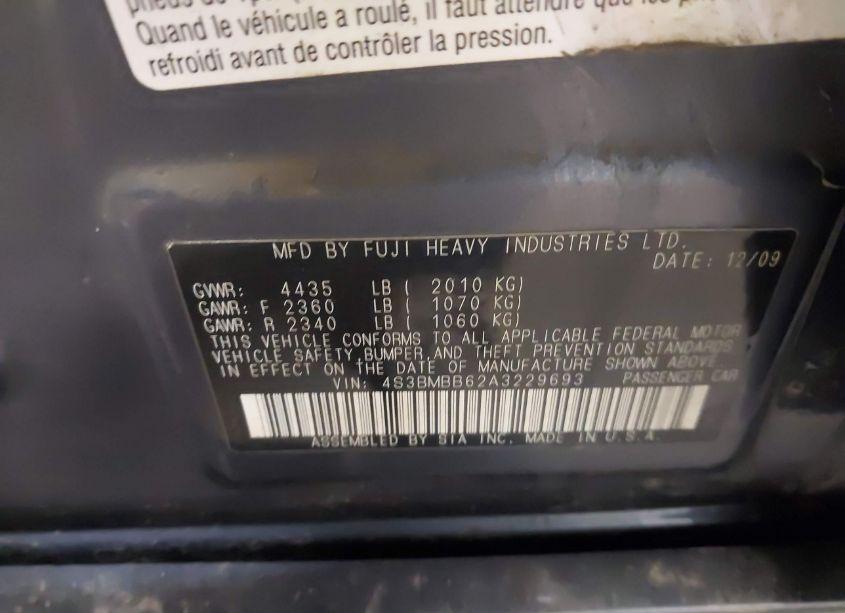 Quand le véhicule a roulé, il faut attendre que les
refroidi avant de contrôler la pression.
MFD BY FUJI HEAVY INDUSTRIES LTD.
DATE: 12/09
GVWR: 4435 LB ( 2010 KG)
GAWR: F 2360 LB ( 1070 KG)
GAWR: R 2340 LB ( 1060 KG)
THIS VEHICLE CONFORMS TO ALL APPLICABLE FEDERAL MOTOR
VEHICLE SAFETY,BUMPER,AND THEFT PREVENTION STANDARDS
IN EFFECT ON THE DATE OF MANUFACTURE SHOWN ABOVE
VIN: 4S3BMBB62A3229693 PASSENGER CAR
ASSEMBLED BY SIA INC. MADE IN U.S.A.